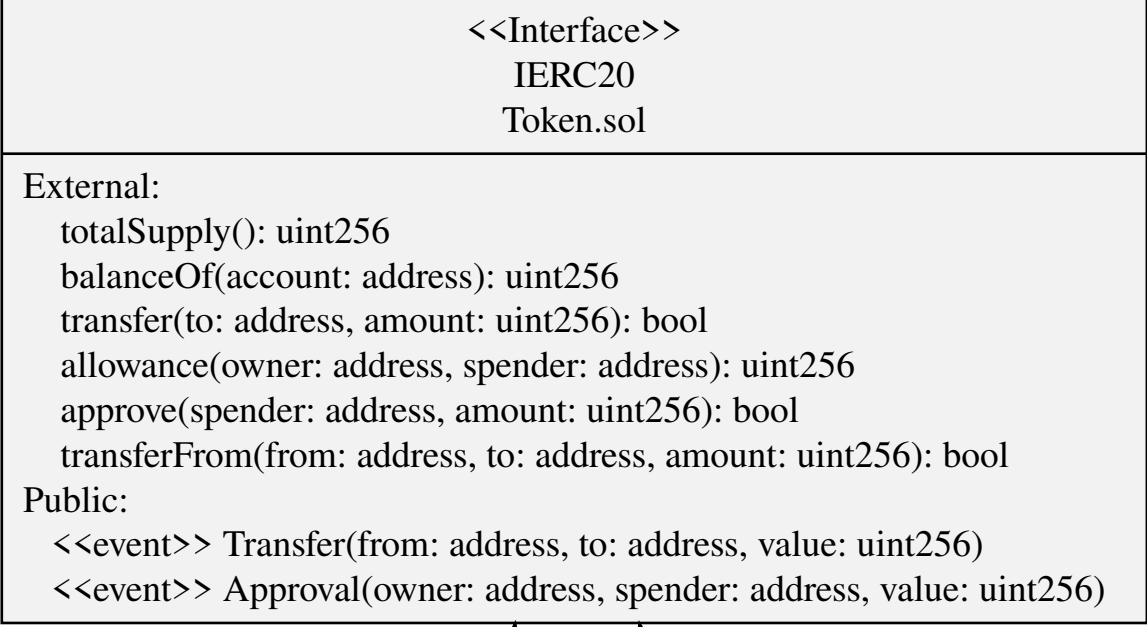 <<Interface>>
IERC20
Token.sol
External:
totalSupply(): uint256
balanceOf(account: address): uint256
transfer(to: address, amount: uint256): bool
allowance(owner: address, spender: address): uint256
approve(spender: address, amount: uint256): bool
transferFrom(from: address, to: address, amount: uint256): bool
Public:
<<event>> Transfer(from: address, to: address, value: uint256)
<<event>> Approval(owner: address, spender: address, value: uint256)